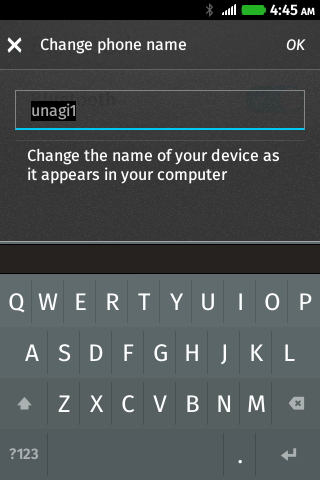 4:45 AM
Change phone name OK
Bluetooth
unagi1
Change the name of your device as
it appears in your computer
Q W E R T Y U I O P
A S D F G H J K L
Z X C V B N M
?123 .